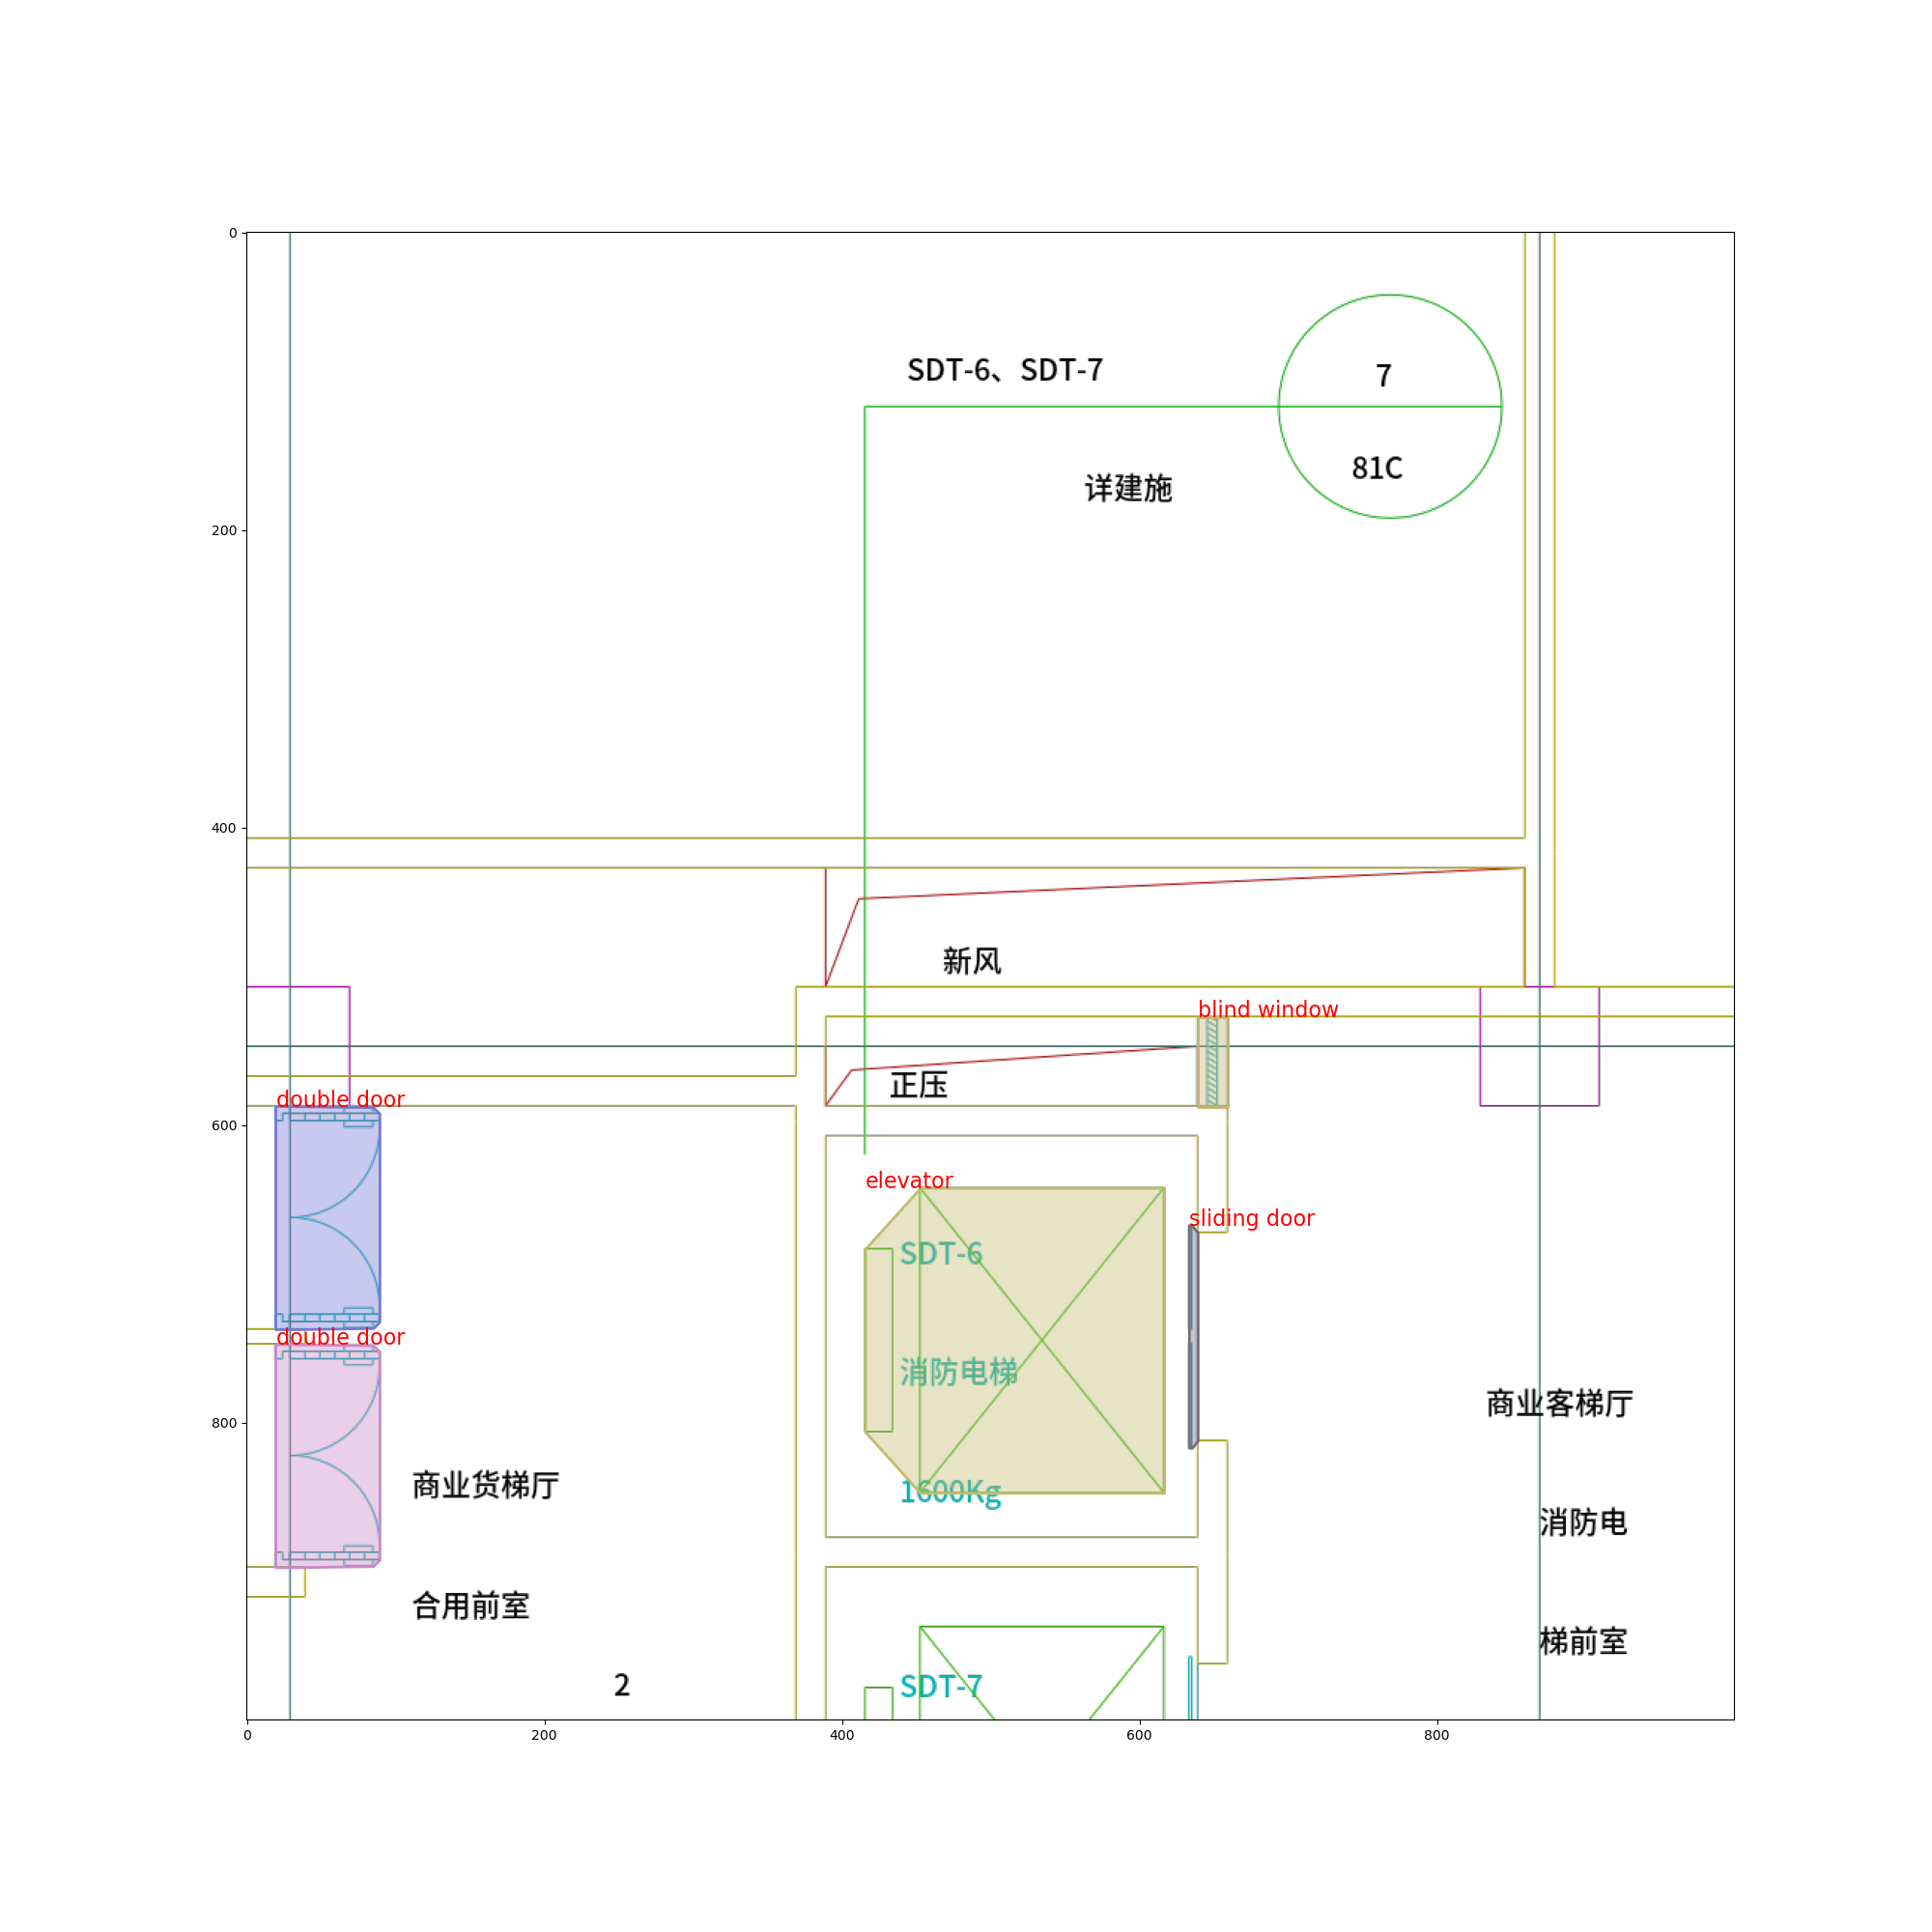 0
SDT-6、SDT-7
7
81C
详建施
200
400
新风
blind window
正压
double door
600
elevator
sliding door
SDT-6
double door
消防电梯
800
商业客梯厅
商业货梯厅
1600Kg
消防电
合用前室
梯前室
2
SDT-7
0
200
400
600
800